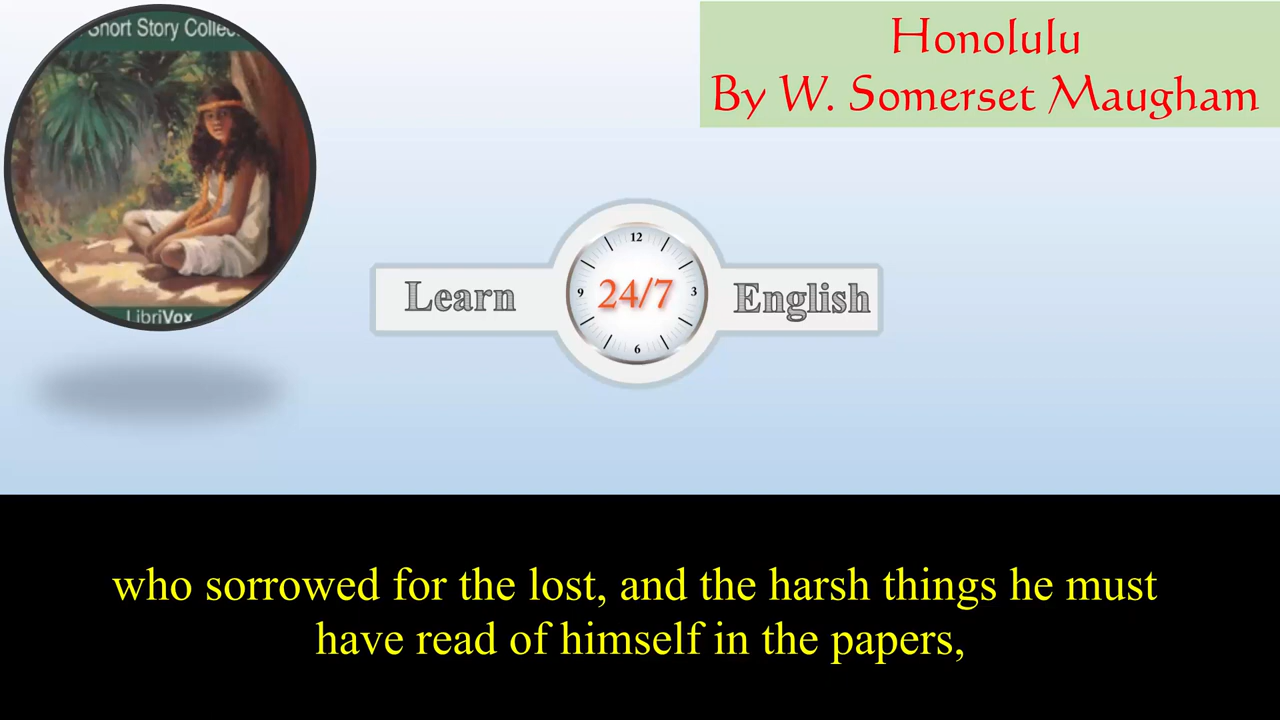 Short Story Collec
LibriVox
Honolulu
By W. Somerset Maugham
Learn
12
9
24/7
3
6
English
who sorrowed for the lost, and the harsh things he must
have read of himself in the papers,